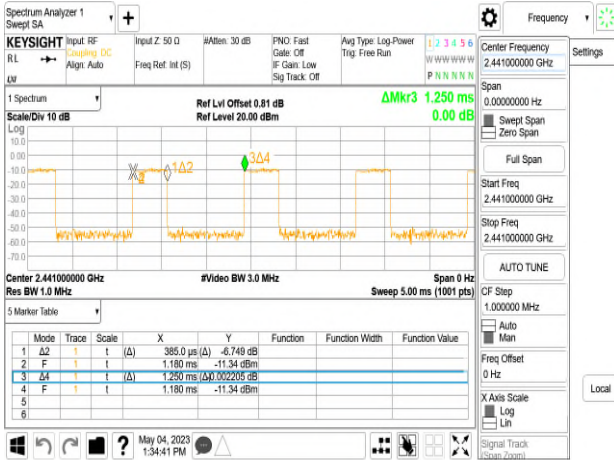 Spectrum Analyzer 1
Swept SA
+
Frequency
KEYSIGHT
Input: RF
Coupling: DC
Align: Auto
Input Z: 50 Ω
Freq Ref: Int (S)
#Atten: 30 dB
PNO: Fast
Gate: Off
IF Gain: Low
Sig Track: Off
Avg Type: Log-Power
Trig: Free Run
1 2 3 4 5 6
W W W W W W
P N N N N N
RL
1 Spectrum
Scale/Div 10 dB
Ref Lvl Offset 0.81 dB
Ref Level 20.00 dBm
ΔMkr3 1.250 ms
0.00 dB
Log
10.0
0.00
-10.0
-20.0
-30.0
-40.0
-50.0
-60.0
-70.0
1Δ2
3Δ4
Center 2.441000000 GHz
Res BW 1.0 MHz
#Video BW 3.0 MHz
Span 0 Hz
Sweep 5.00 ms (1001 pts)
5 Marker Table
Mode Trace Scale X Y Function Function Width Function Value
1 Δ2 1 t (Δ) 385.0 μs (Δ) -6.749 dB
2 F 1 t 1.180 ms -11.34 dBm
3 Δ4 1 t (Δ) 1.250 ms (Δ) 0.002205 dB
4 F 1 t 1.180 ms -11.34 dBm
5
6
May 04, 2023
1:34:41 PM
Center Frequency
2.441000000 GHz
Settings
Span
0.00000000 Hz
Swept Span
Zero Span
Full Span
Start Freq
2.441000000 GHz
Stop Freq
2.441000000 GHz
AUTO TUNE
CF Step
1.000000 MHz
Auto
Man
Freq Offset
0 Hz
Local
X Axis Scale
Log
Lin
Signal Track
(Span Zoom)